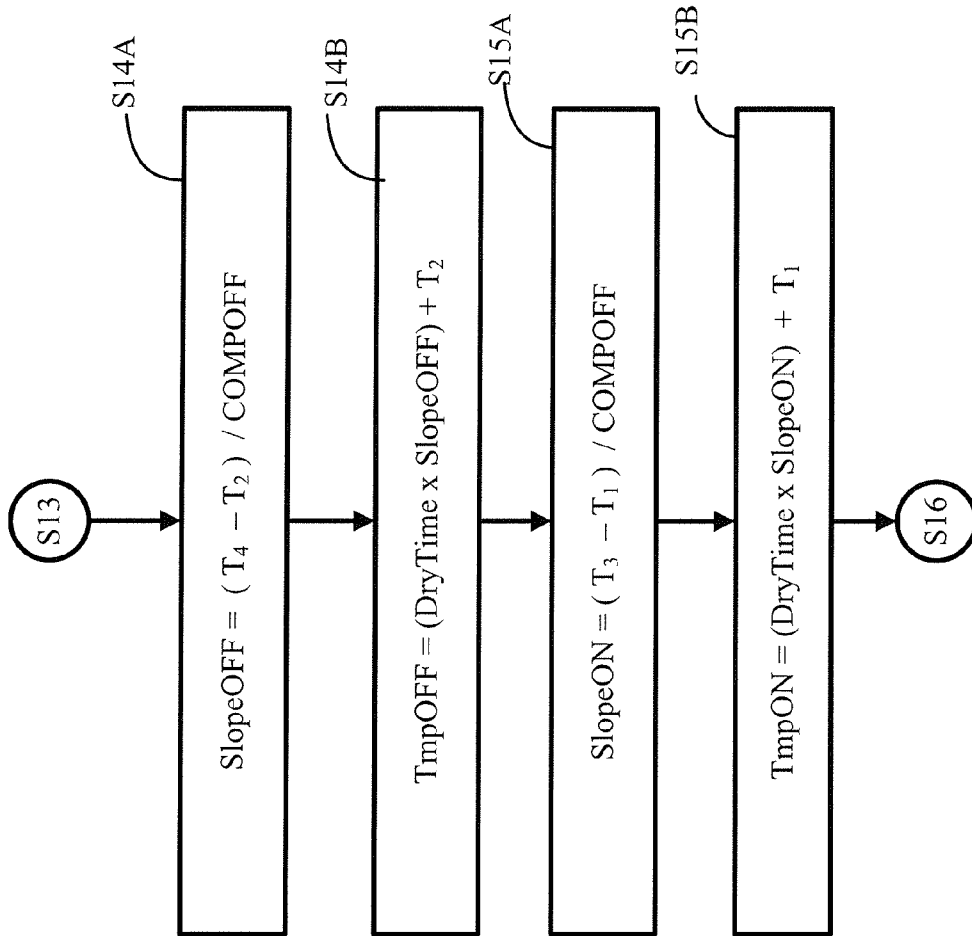 S13
S14A
SlopeOFF = ( T₄ – T₂ ) / COMPOFF
S14B
TmpOFF = (DryTime x SlopeOFF) + T₂
S15A
SlopeON = ( T₃ – T₁ ) / COMPOFF
S15B
TmpON = (DryTime x SlopeON) + T₁
S16